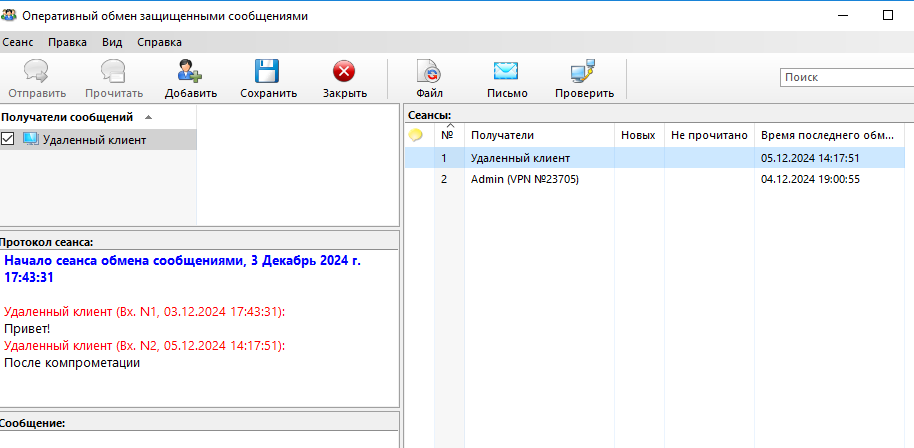 Оперативный обмен защищенными сообщениями
Сеанс Правка Вид Справка
Отправить Прочитать Добавить Сохранить Закрыть Файл Письмо Проверить Поиск
Получатели сообщений
Удаленный клиент
Сеансы:
№ Получатели Новых Не прочитано Время последнего обм...
1 Удаленный клиент 05.12.2024 14:17:51
2 Admin (VPN №23705) 04.12.2024 19:00:55
Протокол сеанса:
Начало сеанса обмена сообщениями, 3 Декабрь 2024 г.
17:43:31
Удаленный клиент (Вх. N1, 03.12.2024 17:43:31):
Привет!
Удаленный клиент (Вх. N2, 05.12.2024 14:17:51):
После компрометации
Сообщение: